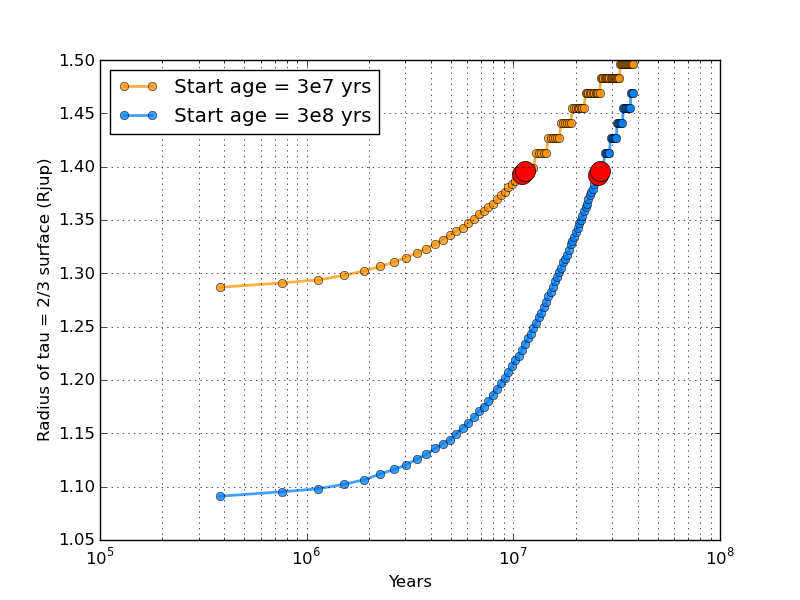 1.50
1.45
1.40
1.35
1.30
1.25
1.20
1.15
1.10
1.05
Radius of tau = 2/3 surface (Rjup)
Start age = 3e7 yrs
Start age = 3e8 yrs
10^5 10^6 10^7 10^8
Years